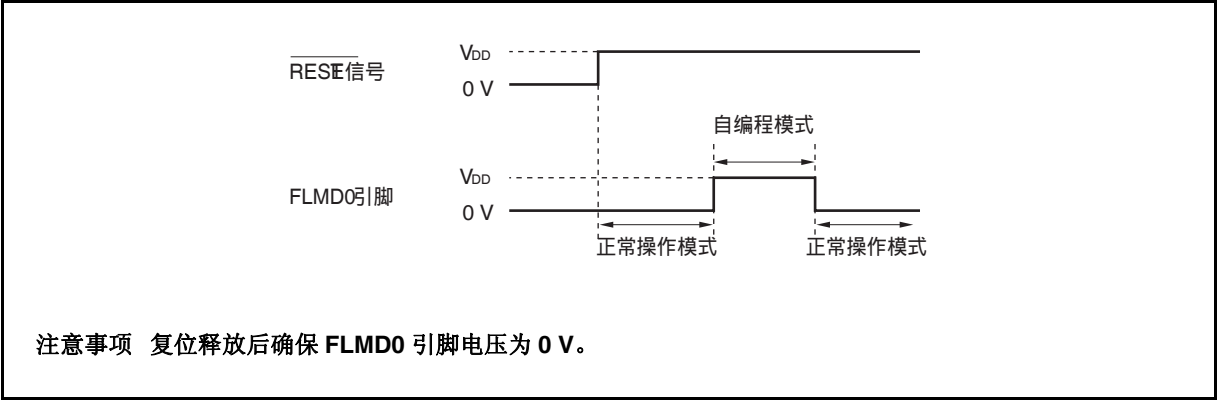 VDD
RESET信号
0 V
自编程模式
VDD
FLMD0引脚
0 V
正常操作模式 正常操作模式
注意事项 复位释放后确保 FLMD0 引脚电压为 0 V。